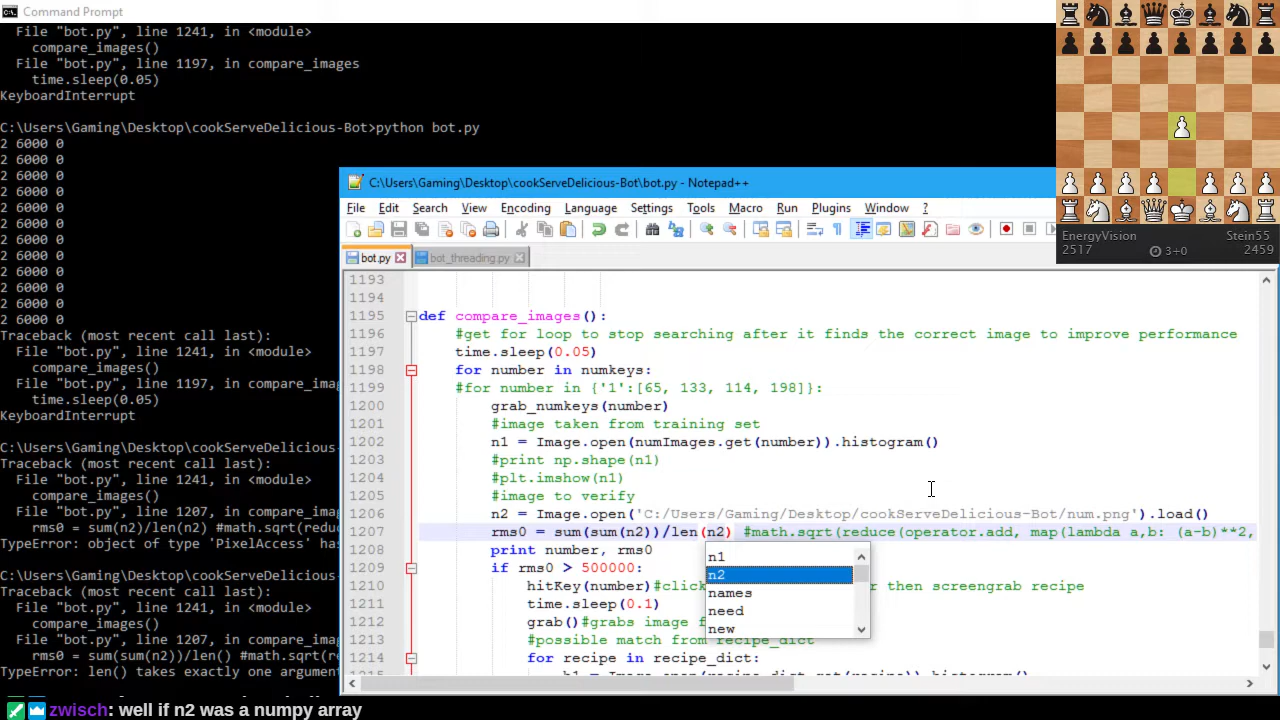 Command Prompt
File "bot.py", line 1241, in <module>
compare_images()
File "bot.py", line 1197, in compare_images
time.sleep(0.05)
KeyboardInterrupt
C:\Users\Gaming\Desktop\cookServeDelicious-Bot>python bot.py
2 6000 0
2 6000 0
2 6000 0
2 6000 0
2 6000 0
2 6000 0
2 6000 0
2 6000 0
2 6000 0
2 6000 0
2 6000 0
2 6000 0
Traceback (most recent call last):
File "bot.py", line 1241, in <module>
compare_images()
File "bot.py", line 1197, in compare_ima
time.sleep(0.05)
KeyboardInterrupt
C:\Users\Gaming\Desktop\cookServeDelicious
Traceback (most recent call last):
File "bot.py", line 1241, in <module>
compare_images()
File "bot.py", line 1207, in compare_ima
rms0 = sum(n2)/len(n2) #math.sqrt(redu
TypeError: object of type 'PixelAccess' has
C:\Users\Gaming\Desktop\cookServeDelicious
Traceback (most recent call last):
File "bot.py", line 1241, in <module>
compare_images()
File "bot.py", line 1207, in compare_ima
rms0 = sum(sum(n2))/len() #math.sqrt(r
TypeError: len() takes exactly one argumen
C:\Users\Gaming\Desktop\cookServeDelicious-Bot\bot.py - Notepad++
File Edit Search View Encoding Language Settings Tools Macro Run Plugins Window ?
bot.py bot_threading.py
1193
1194
1195 def compare_images():
1196 #get for loop to stop searching after it finds the correct image to improve performance
1197 time.sleep(0.05)
1198 for number in numkeys:
1199 #for number in {'1':[65, 133, 114, 198]}:
1200 grab_numkeys(number)
1201 #image taken from training set
1202 n1 = Image.open(numImages.get(number)).histogram()
1203 #print np.shape(n1)
1204 #plt.imshow(n1)
1205 #image to verify
1206 n2 = Image.open('C:/Users/Gaming/Desktop/cookServeDelicious-Bot/num.png').load()
1207 rms0 = sum(sum(n2))/len(n2) #math.sqrt(reduce(operator.add, map(lambda a,b: (a-b)**2,
1208 print number, rms0
1209 if rms0 > 500000:
1210 hitKey(number)#click r then screengrab recipe
1211 time.sleep(0.1)
1212 grab()#grabs image f
1213 #possible match from recipe_dict
1214 for recipe in recipe_dict:
n1
n2
names
need
new
EnergyVision Stein55
2517 3+0 2459
zwisch: well if n2 was a numpy array